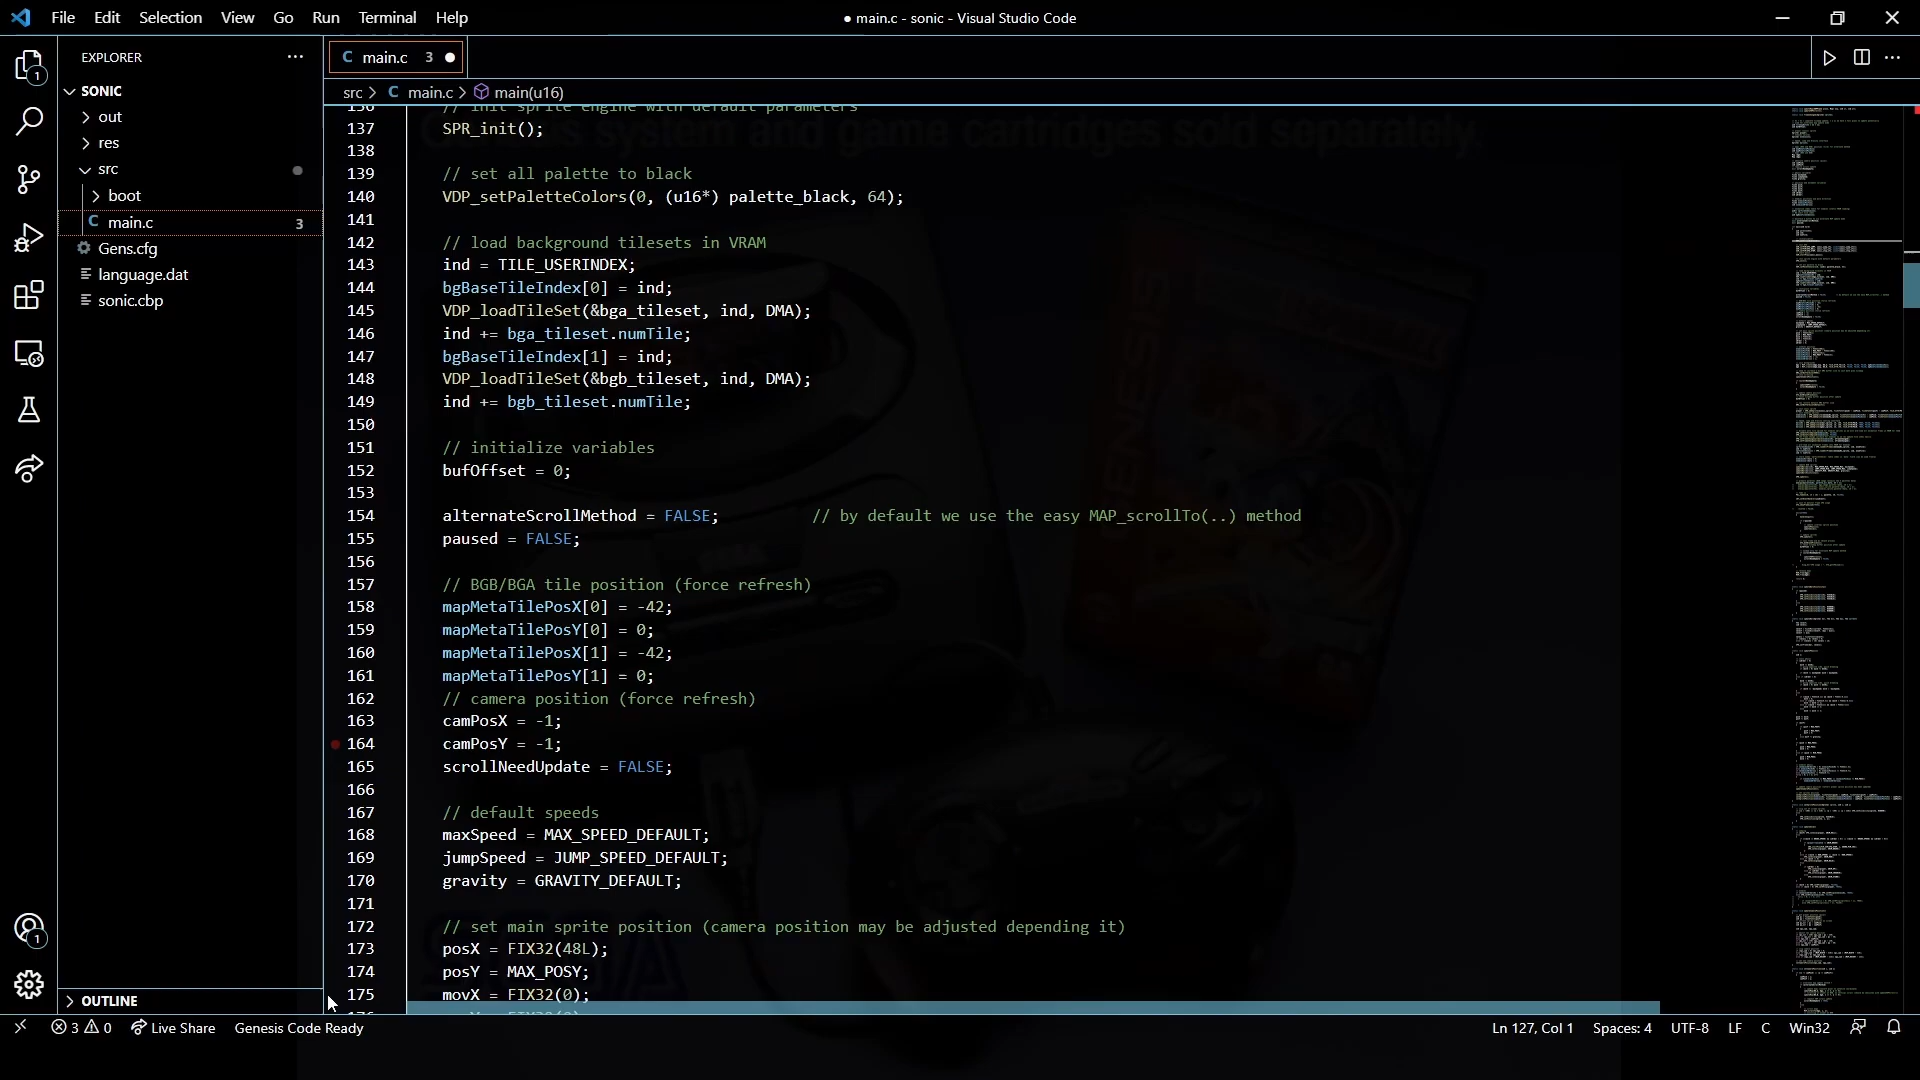 File Edit Selection View Go Run Terminal Help
● main.c - sonic - Visual Studio Code
EXPLORER
SONIC
out
res
src
boot
C main.c 3
Gens.cfg
language.dat
sonic.cbp
OUTLINE
1
1
C main.c 3
src > C main.c > main(u16)
136 // init sprite engine with default parameters
137 SPR_init();
138
139 // set all palette to black
140 VDP_setPaletteColors(0, (u16*) palette_black, 64);
141
142 // load background tilesets in VRAM
143 ind = TILE_USERINDEX;
144 bgBaseTileIndex[0] = ind;
145 VDP_loadTileSet(&bga_tileset, ind, DMA);
146 ind += bga_tileset.numTile;
147 bgBaseTileIndex[1] = ind;
148 VDP_loadTileSet(&bgb_tileset, ind, DMA);
149 ind += bgb_tileset.numTile;
150
151 // initialize variables
152 bufOffset = 0;
153
154 alternateScrollMethod = FALSE; // by default we use the easy MAP_scrollTo(..) method
155 paused = FALSE;
156
157 // BGB/BGA tile position (force refresh)
158 mapMetaTilePosX[0] = -42;
159 mapMetaTilePosY[0] = 0;
160 mapMetaTilePosX[1] = -42;
161 mapMetaTilePosY[1] = 0;
162 // camera position (force refresh)
163 camPosX = -1;
164 camPosY = -1;
165 scrollNeedUpdate = FALSE;
166
167 // default speeds
168 maxSpeed = MAX_SPEED_DEFAULT;
169 jumpSpeed = JUMP_SPEED_DEFAULT;
170 gravity = GRAVITY_DEFAULT;
171
172 // set main sprite position (camera position may be adjusted depending it)
173 posX = FIX32(48L);
174 posY = MAX_POSY;
175 movX = FIX32(0);
Genesis system and game cartridges sold separately.
SEGA
3 0 Live Share Genesis Code Ready
Ln 127, Col 1 Spaces: 4 UTF-8 LF C Win32